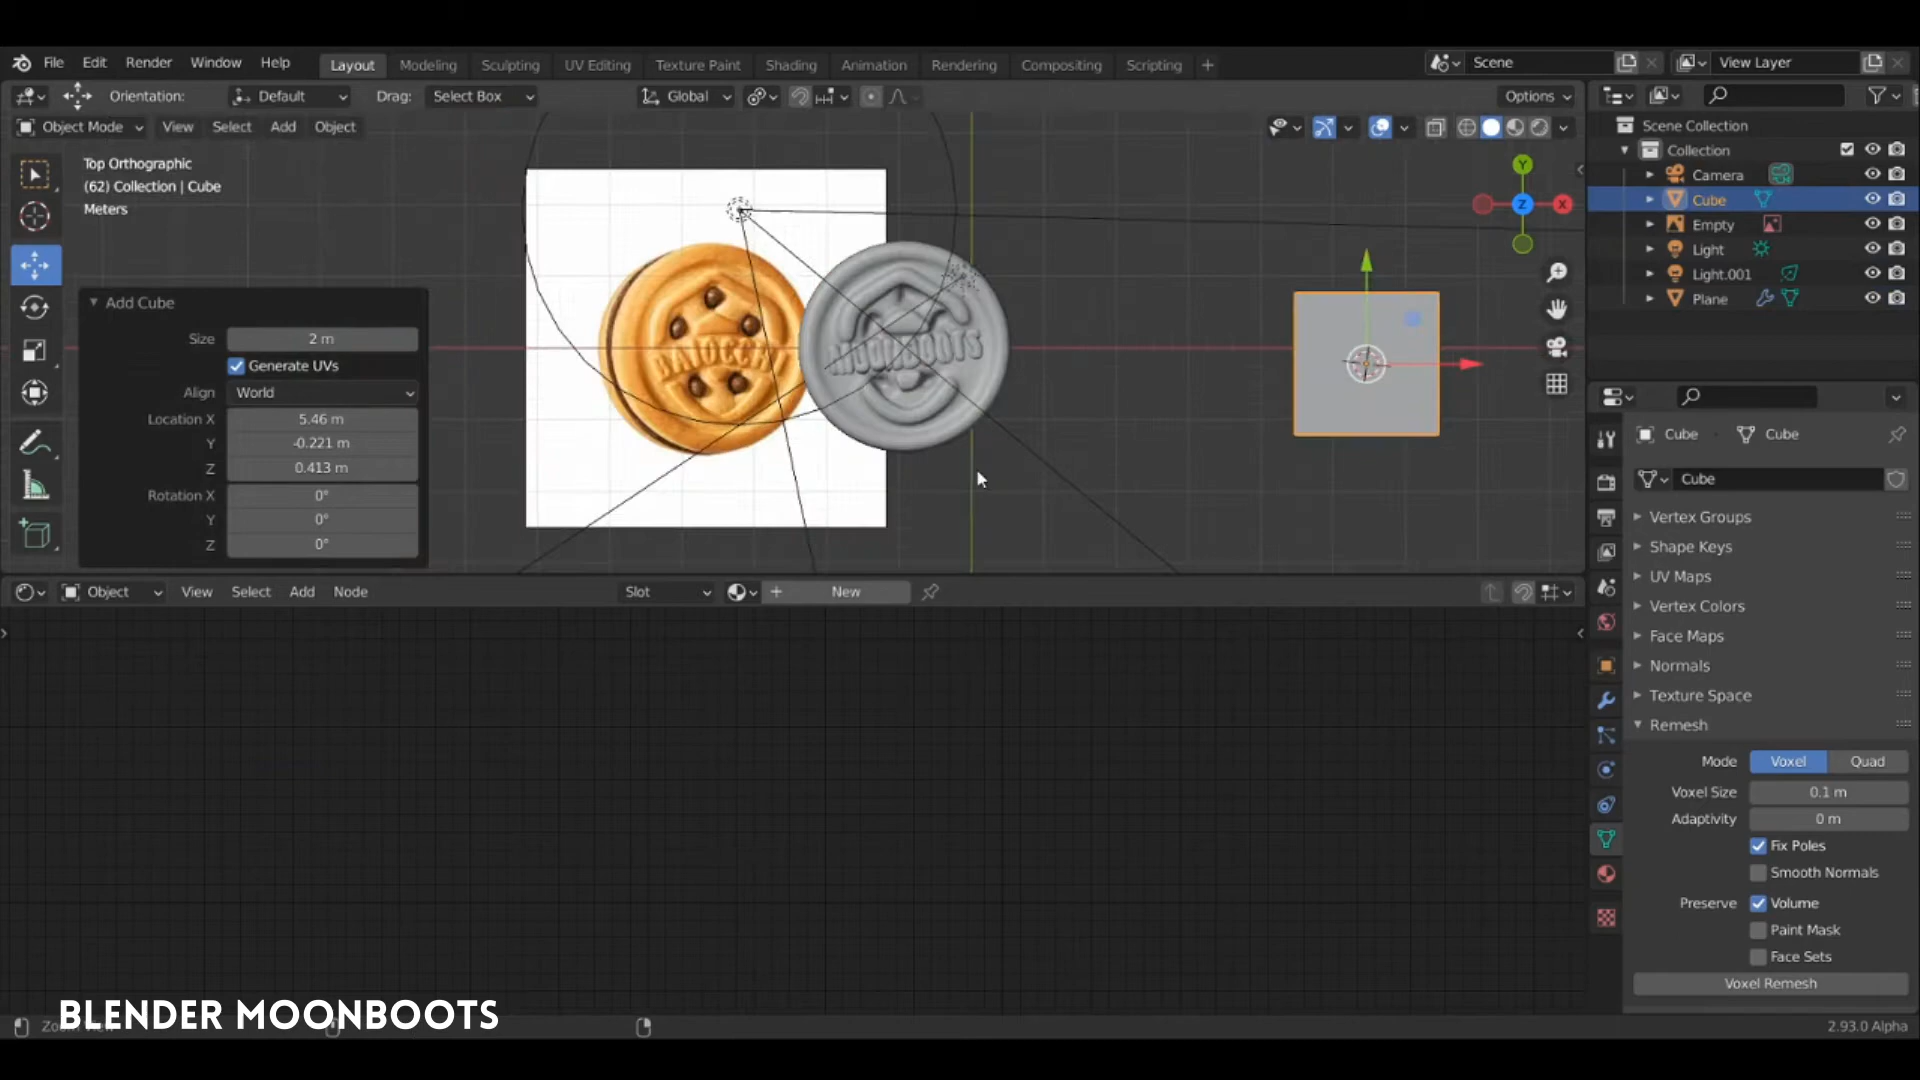 File Edit Render Window Help Layout Modeling Sculpting UV Editing Texture Paint Shading Animation Rendering Compositing Scripting + Scene View Layer
Orientation: Default Drag: Select Box Global Options
Object Mode View Select Add Object
Top Orthographic
(62) Collection | Cube
Meters
Add Cube
Size 2 m
Generate UVs
Align World
Location X 5.46 m
Y -0.221 m
Z 0.413 m
Rotation X 0°
Y 0°
Z 0°
BAIOCCHI
MOONBOOTS
Y
Z X
Scene Collection
Collection
Camera
Cube
Empty
Light
Light.001
Plane
Cube Cube
Cube
Vertex Groups
Shape Keys
UV Maps
Vertex Colors
Face Maps
Normals
Texture Space
Remesh
Mode Voxel Quad
Voxel Size 0.1 m
Adaptivity 0 m
Fix Poles
Smooth Normals
Preserve Volume
Paint Mask
Face Sets
Voxel Remesh
Object View Select Add Node Slot + New
BLENDER MOONBOOTS
2.93.0 Alpha